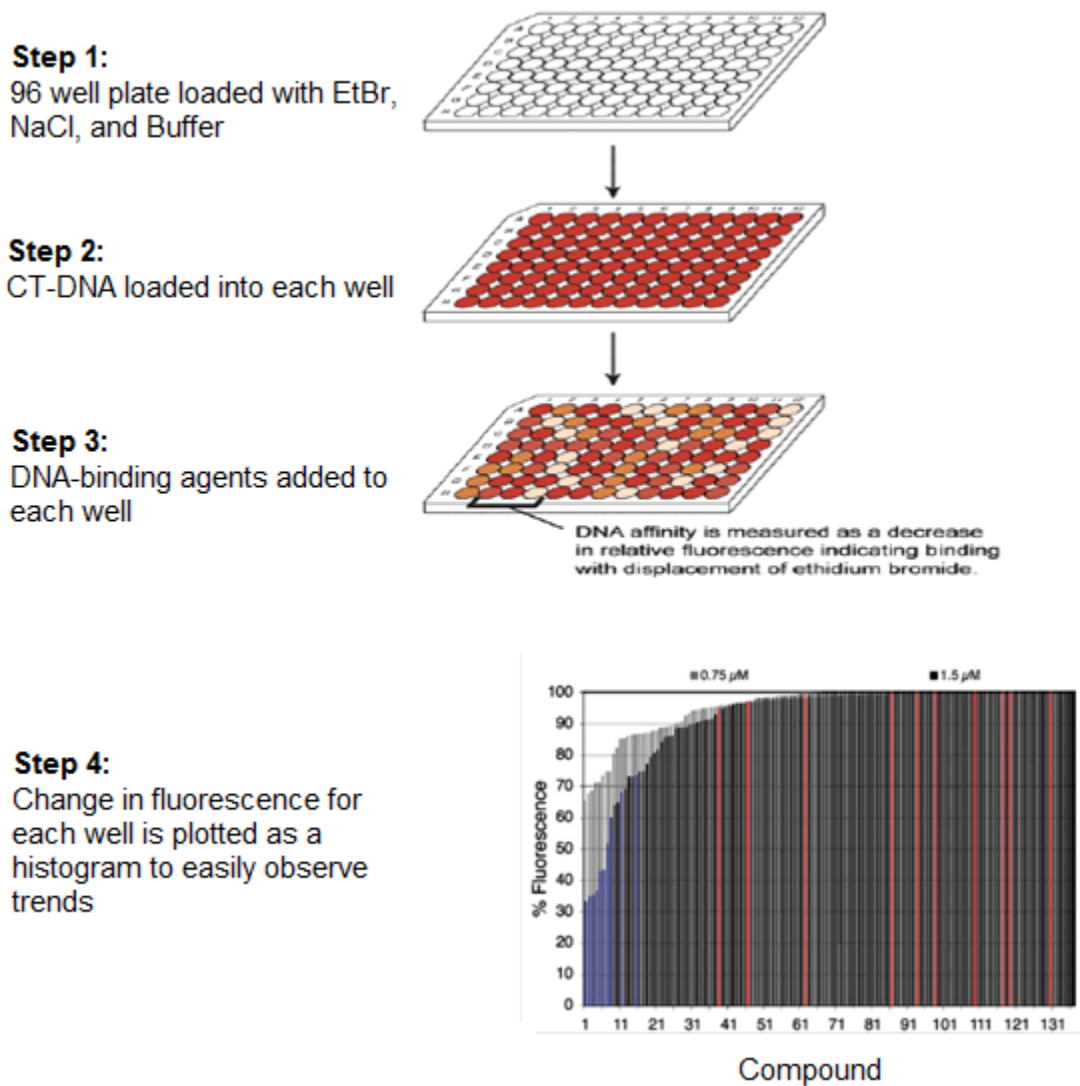 Step 1:
96 well plate loaded with EtBr,
NaCl, and Buffer
Step 2:
CT-DNA loaded into each well
Step 3:
DNA-binding agents added to
each well
DNA affinity is measured as a decrease
in relative fluorescence indicating binding
with displacement of ethidium bromide.
Step 4:
Change in fluorescence for
each well is plotted as a
histogram to easily observe
trends
0.75 µM
1.5 µM
% Fluorescence
100
90
80
70
60
50
40
30
20
10
0
1 11 21 31 41 51 61 71 81 91 101 111 121 131
Compound